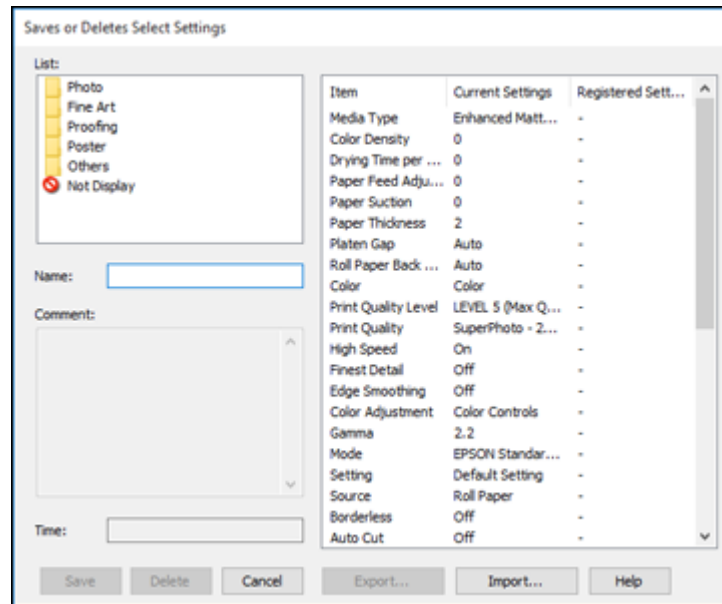 Saves or Deletes Select Settings
List:
Photo
Fine Art
Proofing
Poster
Others
Not Display
Name:
Comment:
Time:
Item Current Settings Registered Sett...
Media Type Enhanced Matt... -
Color Density 0 -
Drying Time per ... 0 -
Paper Feed Adju... 0 -
Paper Suction 0 -
Paper Thickness 2 -
Platen Gap Auto -
Roll Paper Back ... Auto -
Color Color -
Print Quality Level LEVEL 5 (Max Q... -
Print Quality SuperPhoto - 2... -
High Speed On -
Finest Detail Off -
Edge Smoothing Off -
Color Adjustment Color Controls -
Gamma 2.2 -
Mode EPSON Standar... -
Setting Default Setting -
Source Roll Paper -
Borderless Off -
Auto Cut Off -
Save Delete Cancel Export... Import... Help